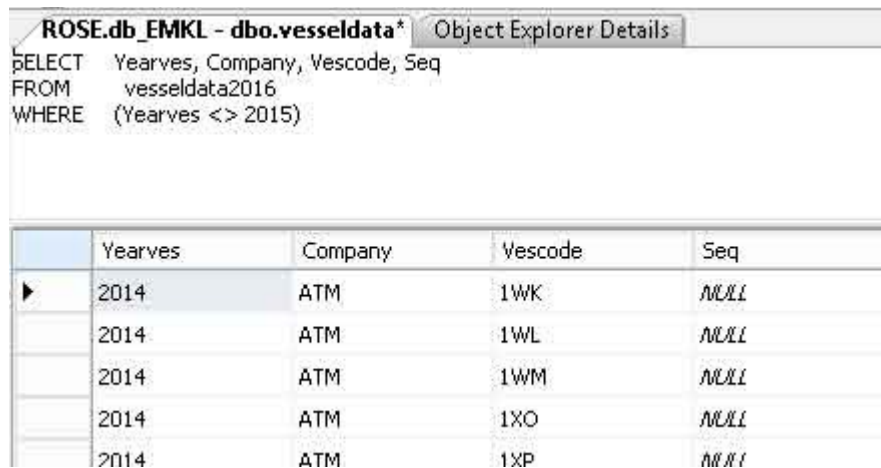 ROSE.db_EMKL - dbo.vesseldata* Object Explorer Details
SELECT Yearves, Company, Vescode, Seq
FROM vesseldata2016
WHERE (Yearves <> 2015)
Yearves Company Vescode Seq
2014 ATM 1WK NULL
2014 ATM 1WL NULL
2014 ATM 1WM NULL
2014 ATM 1XO NULL
2014 ATM 1XP NULL